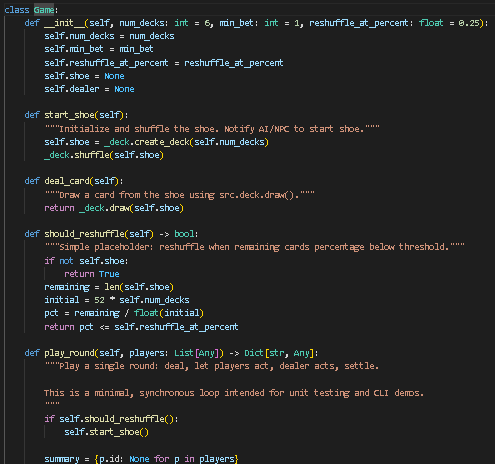 class Game:
    def __init__(self, num_decks: int = 6, min_bet: int = 1, reshuffle_at_percent: float = 0.25):
        self.num_decks = num_decks
        self.min_bet = min_bet
        self.reshuffle_at_percent = reshuffle_at_percent
        self.shoe = None
        self.dealer = None

    def start_shoe(self):
        """Initialize and shuffle the shoe. Notify AI/NPC to start shoe."""
        self.shoe = _deck.create_deck(self.num_decks)
        _deck.shuffle(self.shoe)

    def deal_card(self):
        """Draw a card from the shoe using src.deck.draw()."""
        return _deck.draw(self.shoe)

    def should_reshuffle(self) -> bool:
        """Simple placeholder: reshuffle when remaining cards percentage below threshold."""
        if not self.shoe:
            return True
        remaining = len(self.shoe)
        initial = 52 * self.num_decks
        pct = remaining / float(initial)
        return pct <= self.reshuffle_at_percent

    def play_round(self, players: List[Any]) -> Dict[str, Any]:
        """Play a single round: deal, let players act, dealer acts, settle.

        This is a minimal, synchronous loop intended for unit testing and CLI demos.
        """
        if self.should_reshuffle():
            self.start_shoe()

        summary = {p.id: None for p in players}